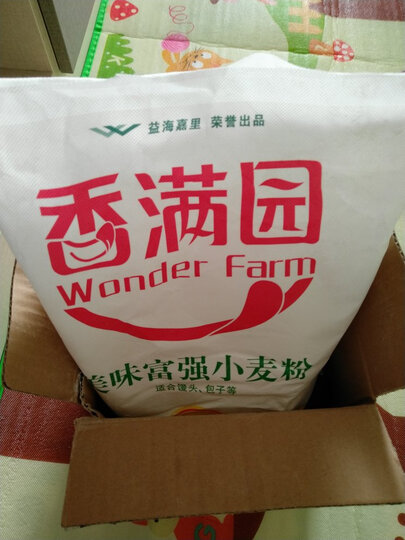 益海嘉里 荣誉出品
香满园
Wonder Farm
美味富强小麦粉
适合馒头、包子等